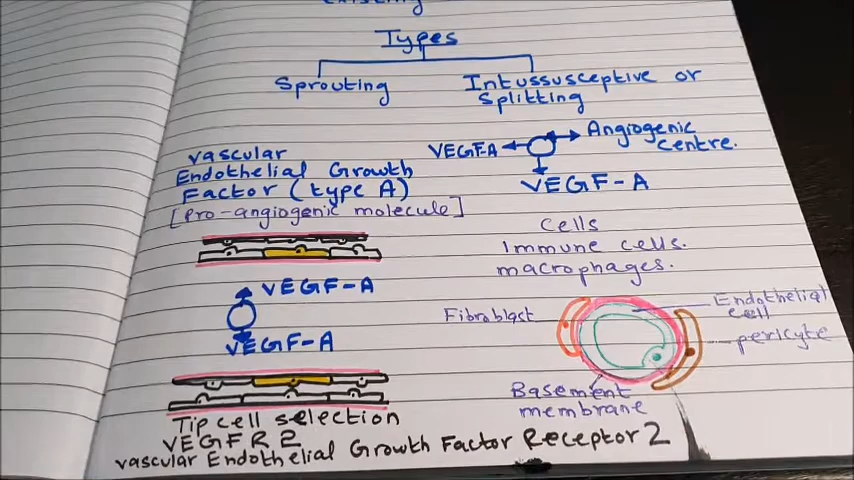 existing
Types
Sprouting
Intussusceptive or
Splitting
vascular
Endothelial Growth
Factor (type A)
[Pro-angiogenic molecule]
VEGF-A
Angiogenic
centre.
VEGF-A
cells
Immune cells.
macrophages.
VEGF-A
VEGF-A
Fibroblast
Endothelial
cell
pericyte
Basement
membrane
Tip cell selection
VEGFR2
vascular Endothelial Growth Factor Receptor 2